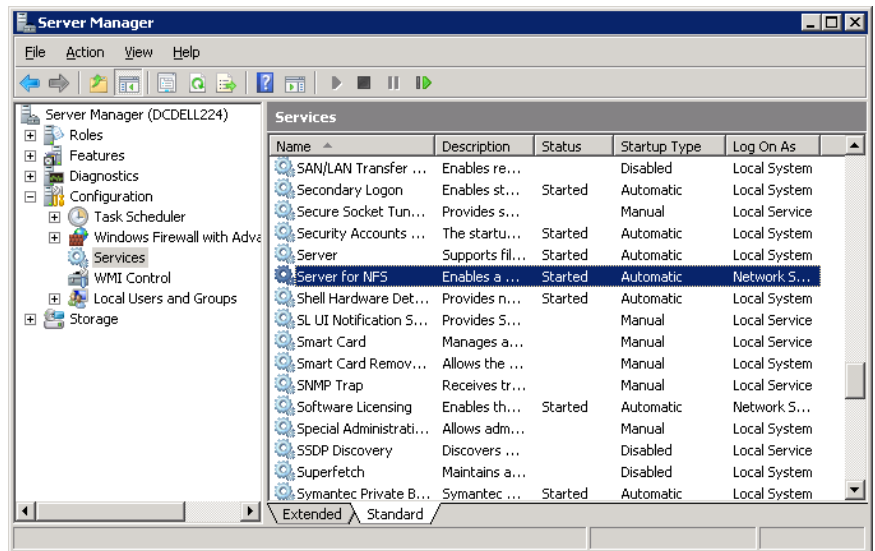 Server Manager
File Action View Help
Server Manager (DCDELL224)
Roles
Features
Diagnostics
Configuration
Task Scheduler
Windows Firewall with Adva
Services
WMI Control
Local Users and Groups
Storage
Services
Name Description Status Startup Type Log On As
SAN/LAN Transfer ... Enables re... Disabled Local System
Secondary Logon Enables st... Started Automatic Local System
Secure Socket Tun... Provides s... Manual Local Service
Security Accounts ... The startu... Started Automatic Local System
Server Supports fil... Started Automatic Local System
Server for NFS Enables a ... Started Automatic Network S...
Shell Hardware Det... Provides n... Started Automatic Local System
SL UI Notification S... Provides S... Manual Local Service
Smart Card Manages a... Manual Local Service
Smart Card Remov... Allows the ... Manual Local System
SNMP Trap Receives tr... Manual Local Service
Software Licensing Enables th... Started Automatic Network S...
Special Administrati... Allows adm... Manual Local System
SSDP Discovery Discovers ... Disabled Local Service
Superfetch Maintains a... Disabled Local System
Symantec Private B... Symantec ... Started Automatic Local System
Extended Standard